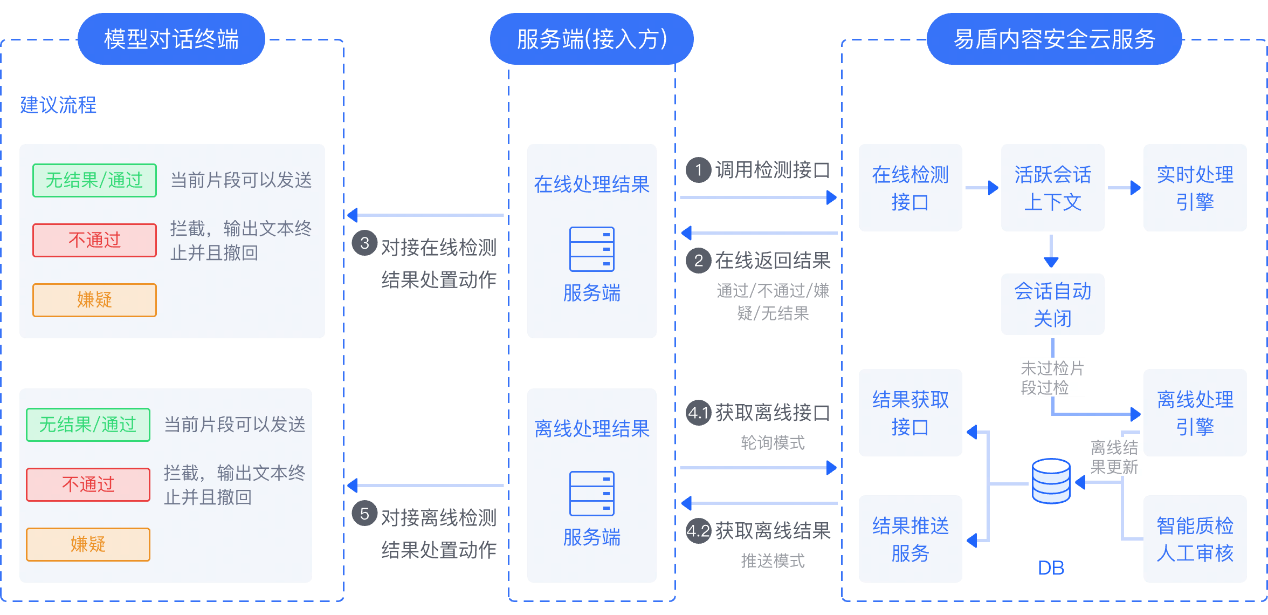 模型对话终端
服务端(接入方)
易盾内容安全云服务
建议流程
无结果/通过
当前片段可以发送
不通过
拦截，输出文本终
止并且撤回
嫌疑
3
对接在线检测
结果处置动作
在线处理结果
服务端
1
调用检测接口
2
在线返回结果
通过/不通过/嫌
疑/无结果
在线检测
接口
活跃会话
上下文
实时处理
引擎
会话自动
关闭
未过检片
段过检
无结果/通过
当前片段可以发送
不通过
拦截，输出文本终
止并且撤回
嫌疑
5
对接离线检测
结果处置动作
离线处理结果
服务端
4.1
获取离线接口
轮询模式
4.2
获取离线结果
推送模式
结果获取
接口
离线处理
引擎
离线结
果更新
结果推送
服务
DB
智能质检
人工审核